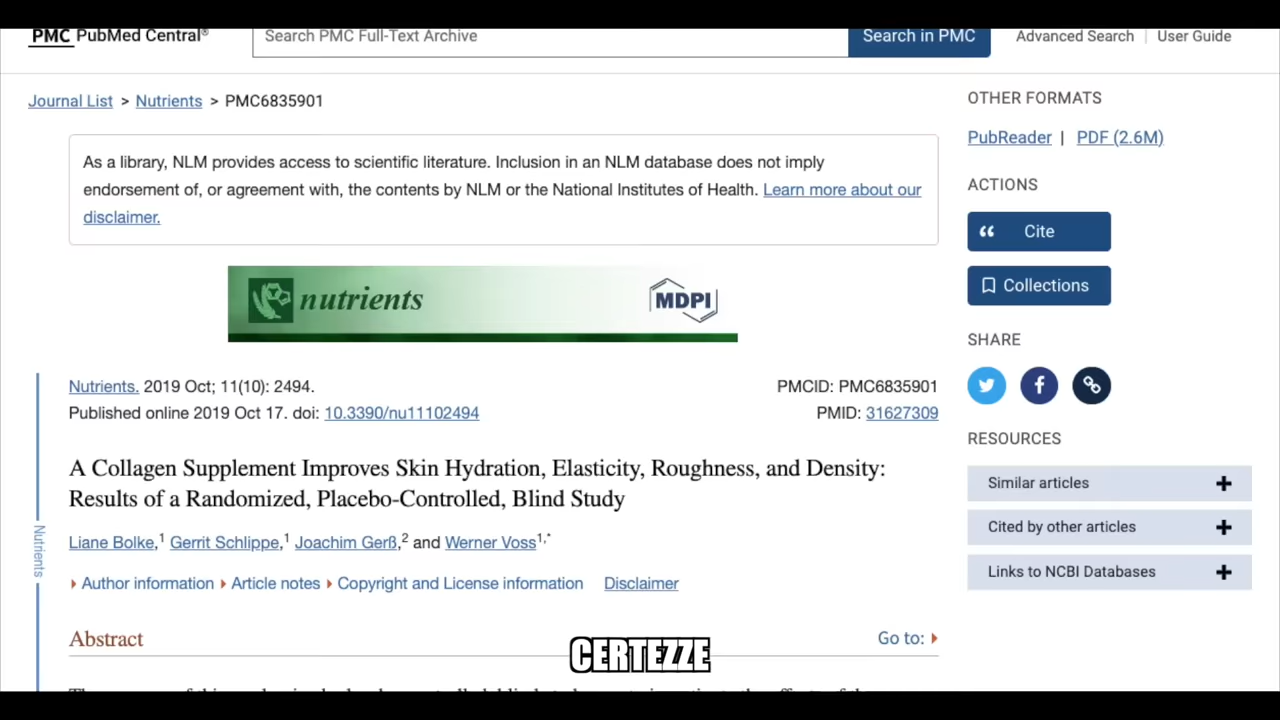 PMC PubMed Central®
Search PMC Full-Text Archive
Search in PMC
Advanced Search | User Guide
Journal List > Nutrients > PMC6835901
As a library, NLM provides access to scientific literature. Inclusion in an NLM database does not imply
endorsement of, or agreement with, the contents by NLM or the National Institutes of Health. Learn more about our
disclaimer.
nutrients
MDPI
Nutrients. 2019 Oct; 11(10): 2494.
PMCID: PMC6835901
Published online 2019 Oct 17. doi: 10.3390/nu11102494
PMID: 31627309
A Collagen Supplement Improves Skin Hydration, Elasticity, Roughness, and Density:
Results of a Randomized, Placebo-Controlled, Blind Study
Liane Bolke,1 Gerrit Schlippe,1 Joachim Gerß,2 and Werner Voss1,*
Author information Article notes Copyright and License information Disclaimer
Abstract
Go to:
CERTEZZE
Nutrients
OTHER FORMATS
PubReader | PDF (2.6M)
ACTIONS
Cite
Collections
SHARE
RESOURCES
Similar articles
Cited by other articles
Links to NCBI Databases